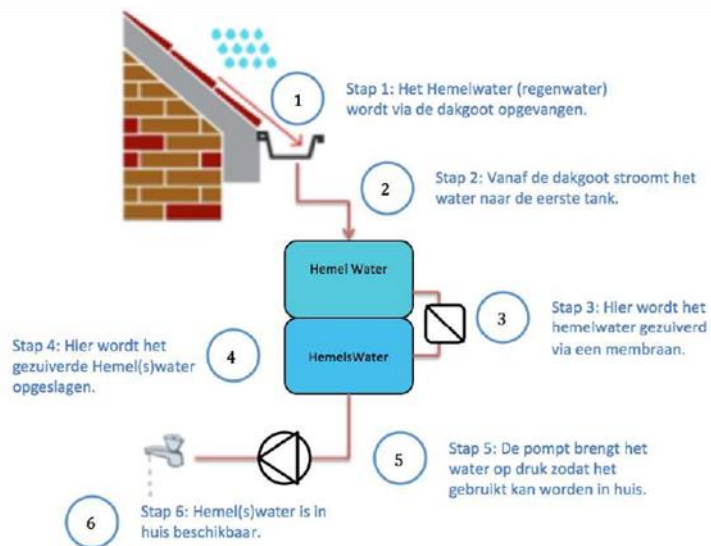 1
Stap 1: Het Hemelwater (regenwater)
wordt via de dakgoot opgevangen.
2
Stap 2: Vanaf de dakgoot stroomt het
water naar de eerste tank.
Hemel Water
3
Stap 3: Hier wordt het
hemelwater gezuiverd
via een membraan.
Stap 4: Hier wordt het
gezuiverde Hemel(s)water
opgeslagen.
4
HemelsWater
5
Stap 5: De pompt brengt het
water op druk zodat het
gebruikt kan worden in huis.
6
Stap 6: Hemel(s)water is in
huis beschikbaar.